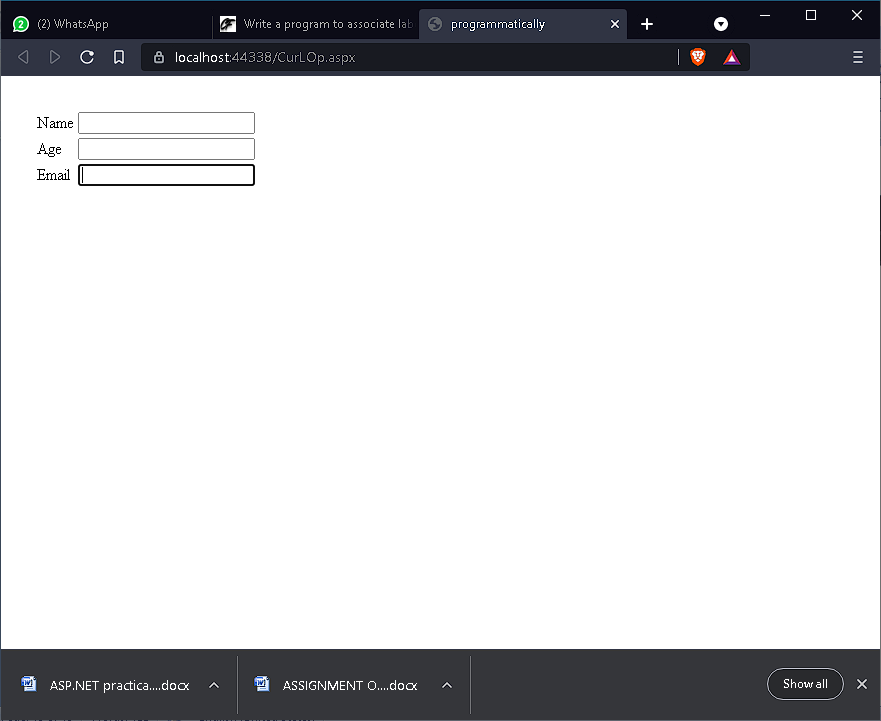 (2) WhatsApp
Write a program to associate lab
programmatically
localhost:44338/CurLOp.aspx
Name
Age
Email
ASP.NET practica....docx
ASSIGNMENT O....docx
Show all